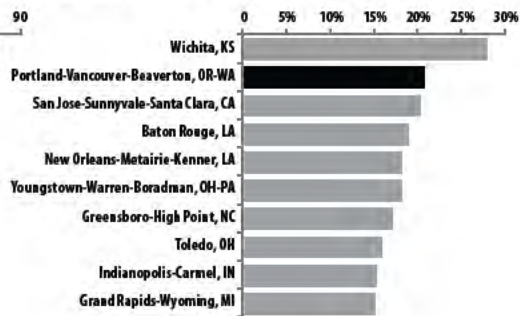 90
0 5% 10% 15% 20% 25% 30%
Wichita, KS
Portland-Vancouver-Beaverton, OR-WA
San Jose-Sunnyvale-Santa Clara, CA
Baton Rouge, LA
New Orleans-Metairie-Kenner, LA
Youngstown-Warren-Boradman, OH-PA
Greensboro-High Point, NC
Toledo, OH
Indianopolis-Carmel, IN
Grand Rapids-Wyoming, MI